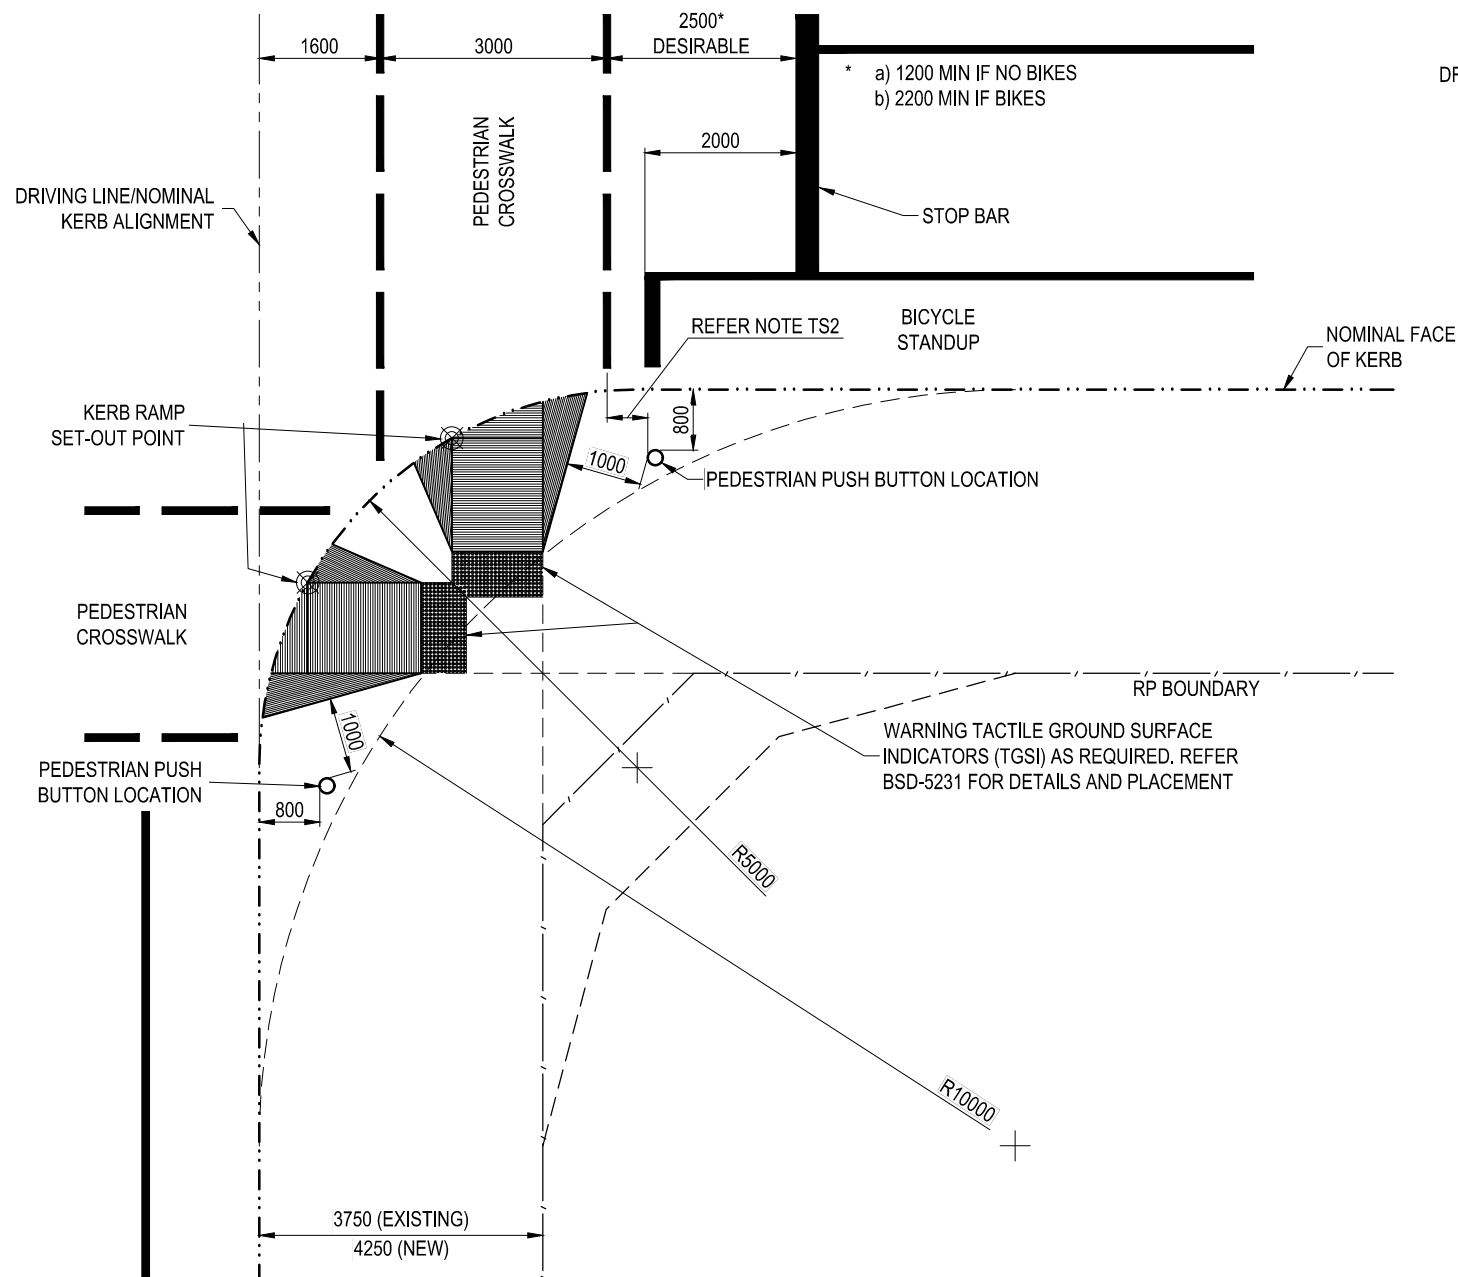 1600
3000
2500*
DESIRABLE
* a) 1200 MIN IF NO BIKES
b) 2200 MIN IF BIKES
PEDESTRIAN
CROSSWALK
2000
DRIVING LINE/NOMINAL
KERB ALIGNMENT
STOP BAR
REFER NOTE TS2
BICYCLE
STANDUP
NOMINAL FACE
OF KERB
KERB RAMP
SET-OUT POINT
800
1000
PEDESTRIAN PUSH BUTTON LOCATION
PEDESTRIAN
CROSSWALK
RP BOUNDARY
1000
WARNING TACTILE GROUND SURFACE
INDICATORS (TGSI) AS REQUIRED. REFER
BSD-5231 FOR DETAILS AND PLACEMENT
PEDESTRIAN PUSH
BUTTON LOCATION
800
R5000
R10000
3750 (EXISTING)
4250 (NEW)